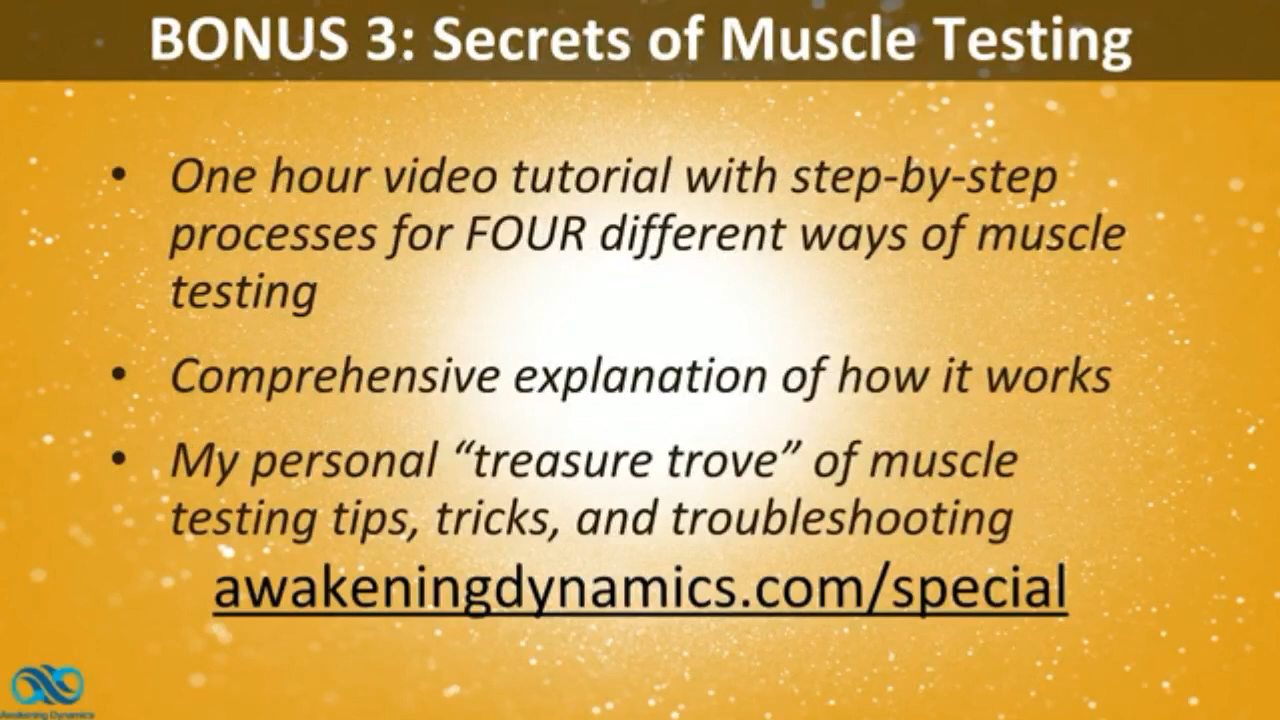 BONUS 3: Secrets of Muscle Testing
• One hour video tutorial with step-by-step
processes for FOUR different ways of muscle
testing
• Comprehensive explanation of how it works
• My personal “treasure trove” of muscle
testing tips, tricks, and troubleshooting
awakeningdynamics.com/special
Awakening Dynamics